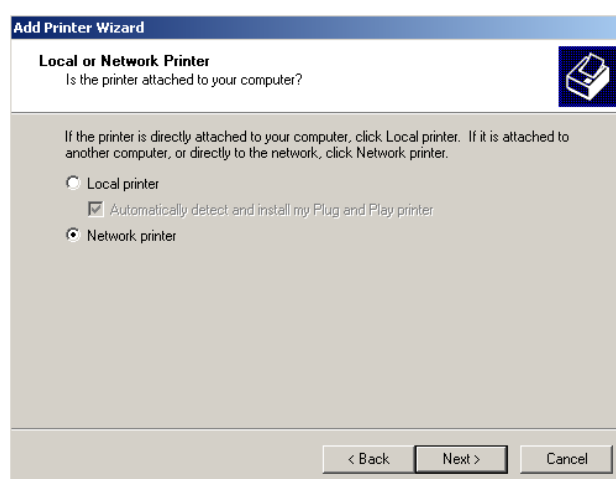 Add Printer Wizard
Local or Network Printer
Is the printer attached to your computer?
If the printer is directly attached to your computer, click Local printer. If it is attached to
another computer, or directly to the network, click Network printer.
Local printer
Automatically detect and install my Plug and Play printer
Network printer
< Back
Next >
Cancel